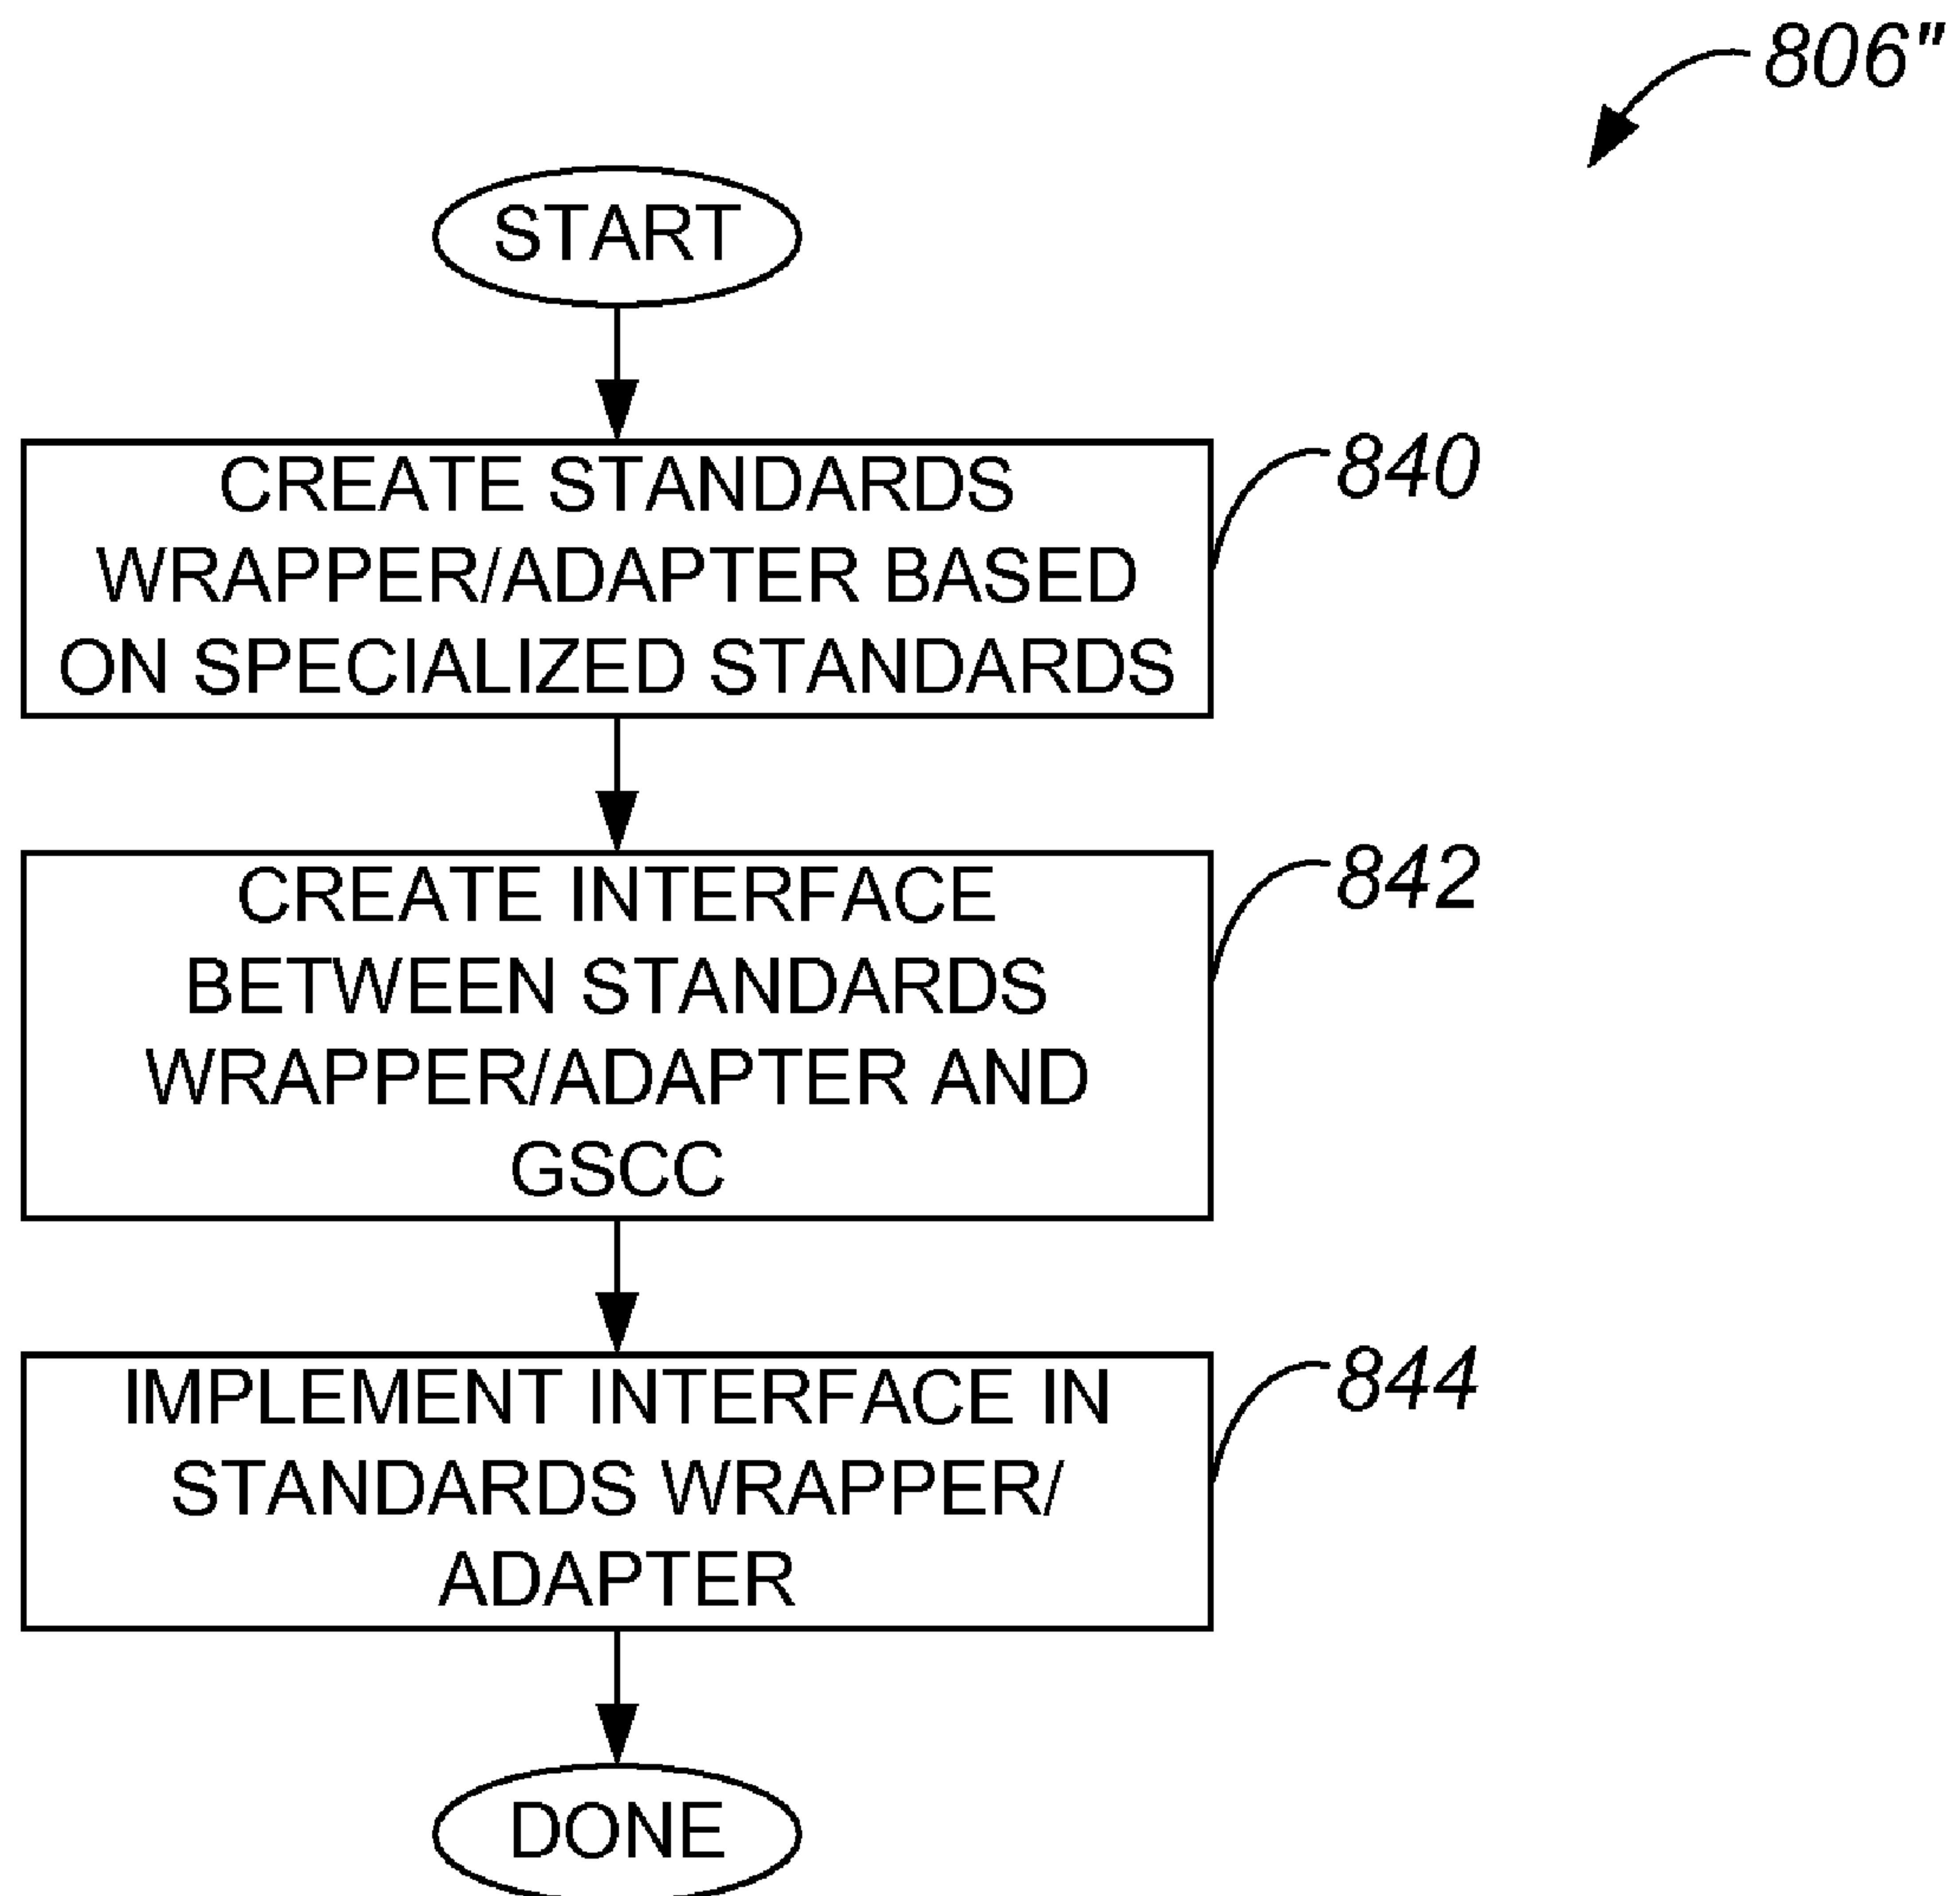 806"
START
CREATE STANDARDS
WRAPPER/ADAPTER BASED
ON SPECIALIZED STANDARDS
840
CREATE INTERFACE
BETWEEN STANDARDS
WRAPPER/ADAPTER AND
GSCC
842
IMPLEMENT INTERFACE IN
STANDARDS WRAPPER/
ADAPTER
844
DONE